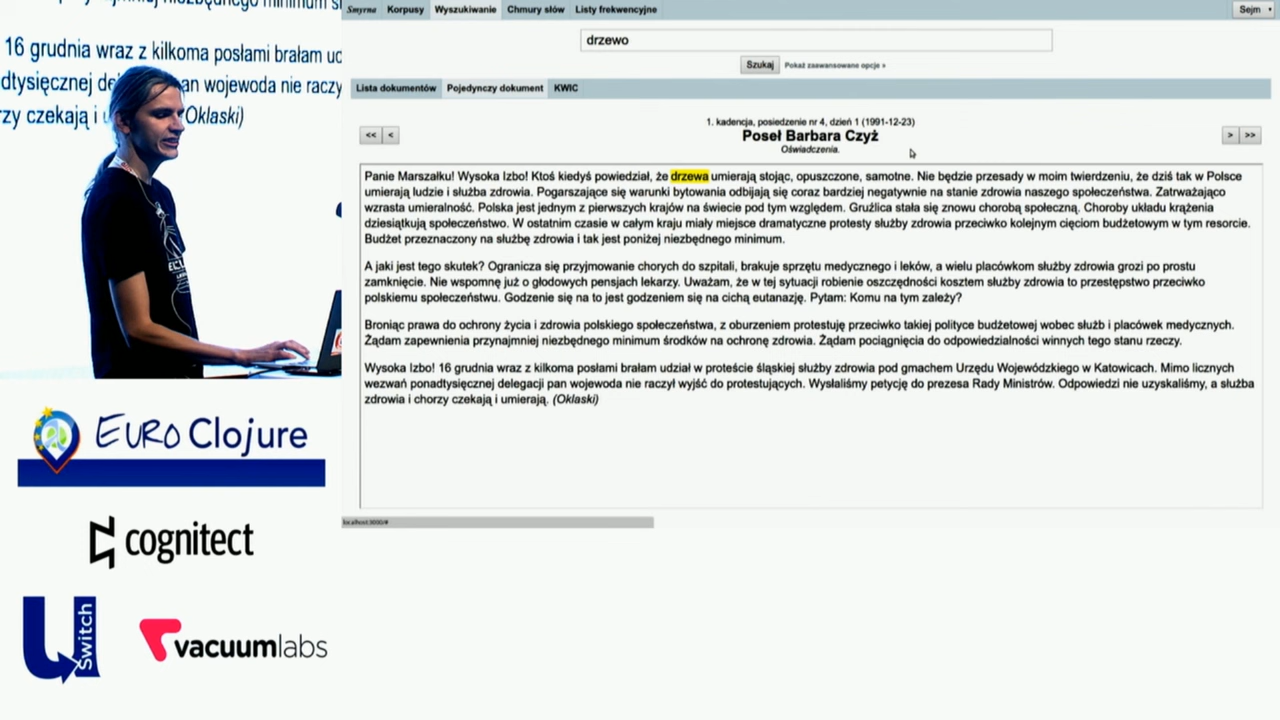 16 grudnia wraz z kilkoma posłami brałam
pan wojewoda nie raczy
czekają i
(Oklaski)
EURO Clojure
cognitect
Switch
vacuumlabs
Smyrna Korpusy Wyszukiwanie Chmury słów Listy frekwencyjne Sejm
drzewo
Szukaj Pokaż zaawansowane opcje »
Lista dokumentów Pojedynczy dokument KWIC
1. kadencja, posiedzenie nr 4, dzień 1 (1991-12-23)
<< < Poseł Barbara Czyż > >>
Oświadczenia.
Panie Marszałku! Wysoka Izbo! Ktoś kiedyś powiedział, że drzewa umierają stojąc, opuszczone, samotne. Nie będzie przesady w moim twierdzeniu, że dziś tak w Polsce
umierają ludzie i służba zdrowia. Pogarszające się warunki bytowania odbijają się coraz bardziej negatywnie na stanie zdrowia naszego społeczeństwa. Zatrważająco
wzrasta umieralność. Polska jest jednym z pierwszych krajów na świecie pod tym względem. Gruźlica stała się znowu chorobą społeczną. Choroby układu krążenia
dziesiątkują społeczeństwo. W ostatnim czasie w całym kraju miały miejsce dramatyczne protesty służby zdrowia przeciwko kolejnym cięciom budżetowym w tym resorcie.
Budżet przeznaczony na służbę zdrowia i tak jest poniżej niezbędnego minimum.
A jaki jest tego skutek? Ogranicza się przyjmowanie chorych do szpitali, brakuje sprzętu medycznego i leków, a wielu placówkom służby zdrowia grozi po prostu
zamknięcie. Nie wspomnę już o głodowych pensjach lekarzy. Uważam, że w tej sytuacji robienie oszczędności kosztem służby zdrowia to przestępstwo przeciwko
polskiemu społeczeństwu. Godzenie się na to jest godzeniem się na cichą eutanazję. Pytam: Komu na tym zależy?
Broniąc prawa do ochrony życia i zdrowia polskiego społeczeństwa, z oburzeniem protestuję przeciwko takiej polityce budżetowej wobec służb i placówek medycznych.
Żądam zapewnienia przynajmniej niezbędnego minimum środków na ochronę zdrowia. Żądam pociągnięcia do odpowiedzialności winnych tego stanu rzeczy.
Wysoka Izbo! 16 grudnia wraz z kilkoma posłami brałam udział w proteście śląskiej służby zdrowia pod gmachem Urzędu Wojewódzkiego w Katowicach. Mimo licznych
wezwań ponadtysięcznej delegacji pan wojewoda nie raczył wyjść do protestujących. Wysłaliśmy petycję do prezesa Rady Ministrów. Odpowiedzi nie uzyskaliśmy, a służba
zdrowia i chorzy czekają i umierają. (Oklaski)
localhost:3000/#